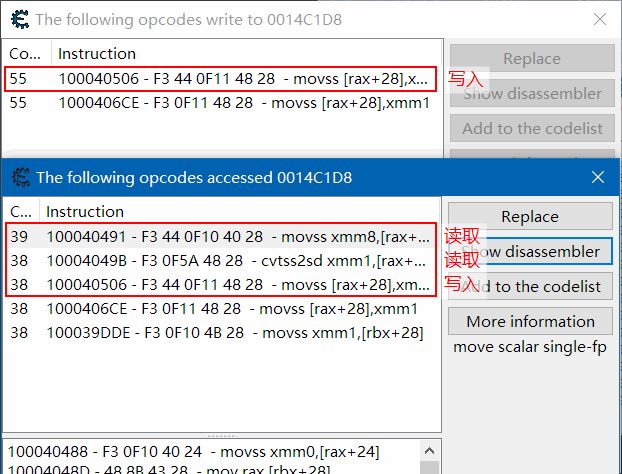 The following opcodes write to 0014C1D8
Co... Instruction
55 100040506 - F3 44 0F11 48 28 - movss [rax+28],x...
写入
55 1000406CE - F3 0F11 48 28 - movss [rax+28],xmm1
Replace
Show disassembler
Add to the codelist
The following opcodes accessed 0014C1D8
C... Instruction
39 100040491 - F3 44 0F10 40 28 - movss xmm8,[rax+...
读取
38 10004049B - F3 0F5A 48 28 - cvtss2sd xmm1,[rax+...
读取
38 100040506 - F3 44 0F11 48 28 - movss [rax+28],xm...
写入
38 1000406CE - F3 0F11 48 28 - movss [rax+28],xmm1
38 100039DDE - F3 0F10 4B 28 - movss xmm1,[rbx+28]
Replace
Show disassembler
Add to the codelist
More information
move scalar single-fp
100040488 - F3 0F10 40 24 - movss xmm0,[rax+24]
10004048D - 48 8B 43 28 - mov rax,[rbx+28]